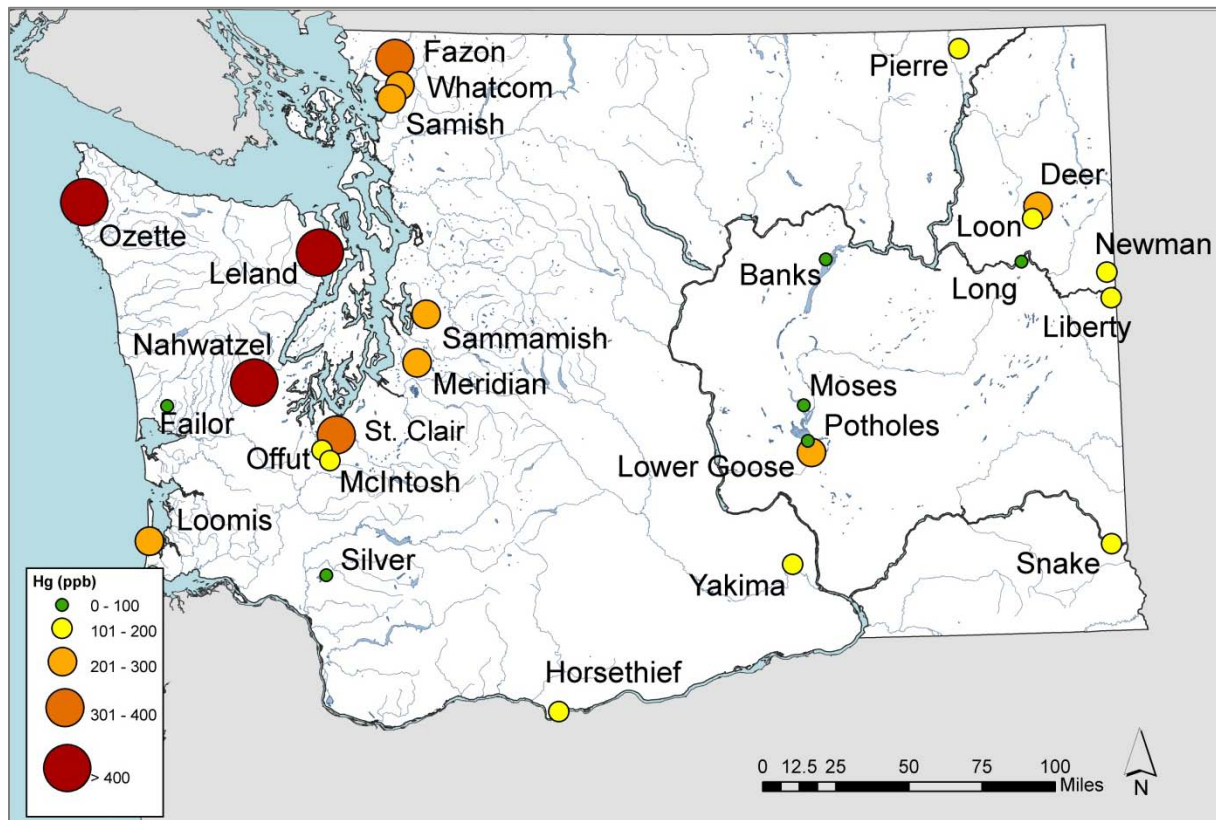 Fazon
Whatcom
Samish
Pierre
Ozette
Leland
Deer
Loon
Newman
Banks
Long
Liberty
Sammamish
Nahwatzel
Meridian
Failor
Moses
St. Clair
Potholes
Offut
Lower Goose
McIntosh
Loomis
Silver
Yakima
Snake
Horsethief
Hg (ppb)
0 - 100
101 - 200
201 - 300
301 - 400
> 400
0 12.5 25 50 75 100
Miles
N